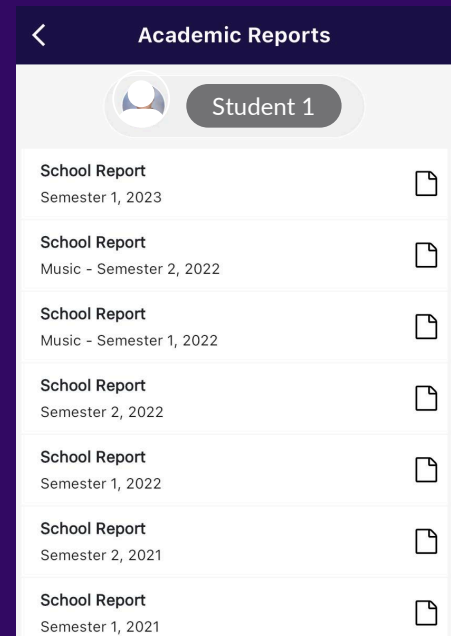 Academic Reports
Student 1
School Report
Semester 1, 2023
School Report
Music - Semester 2, 2022
School Report
Music - Semester 1, 2022
School Report
Semester 2, 2022
School Report
Semester 1, 2022
School Report
Semester 2, 2021
School Report
Semester 1, 2021